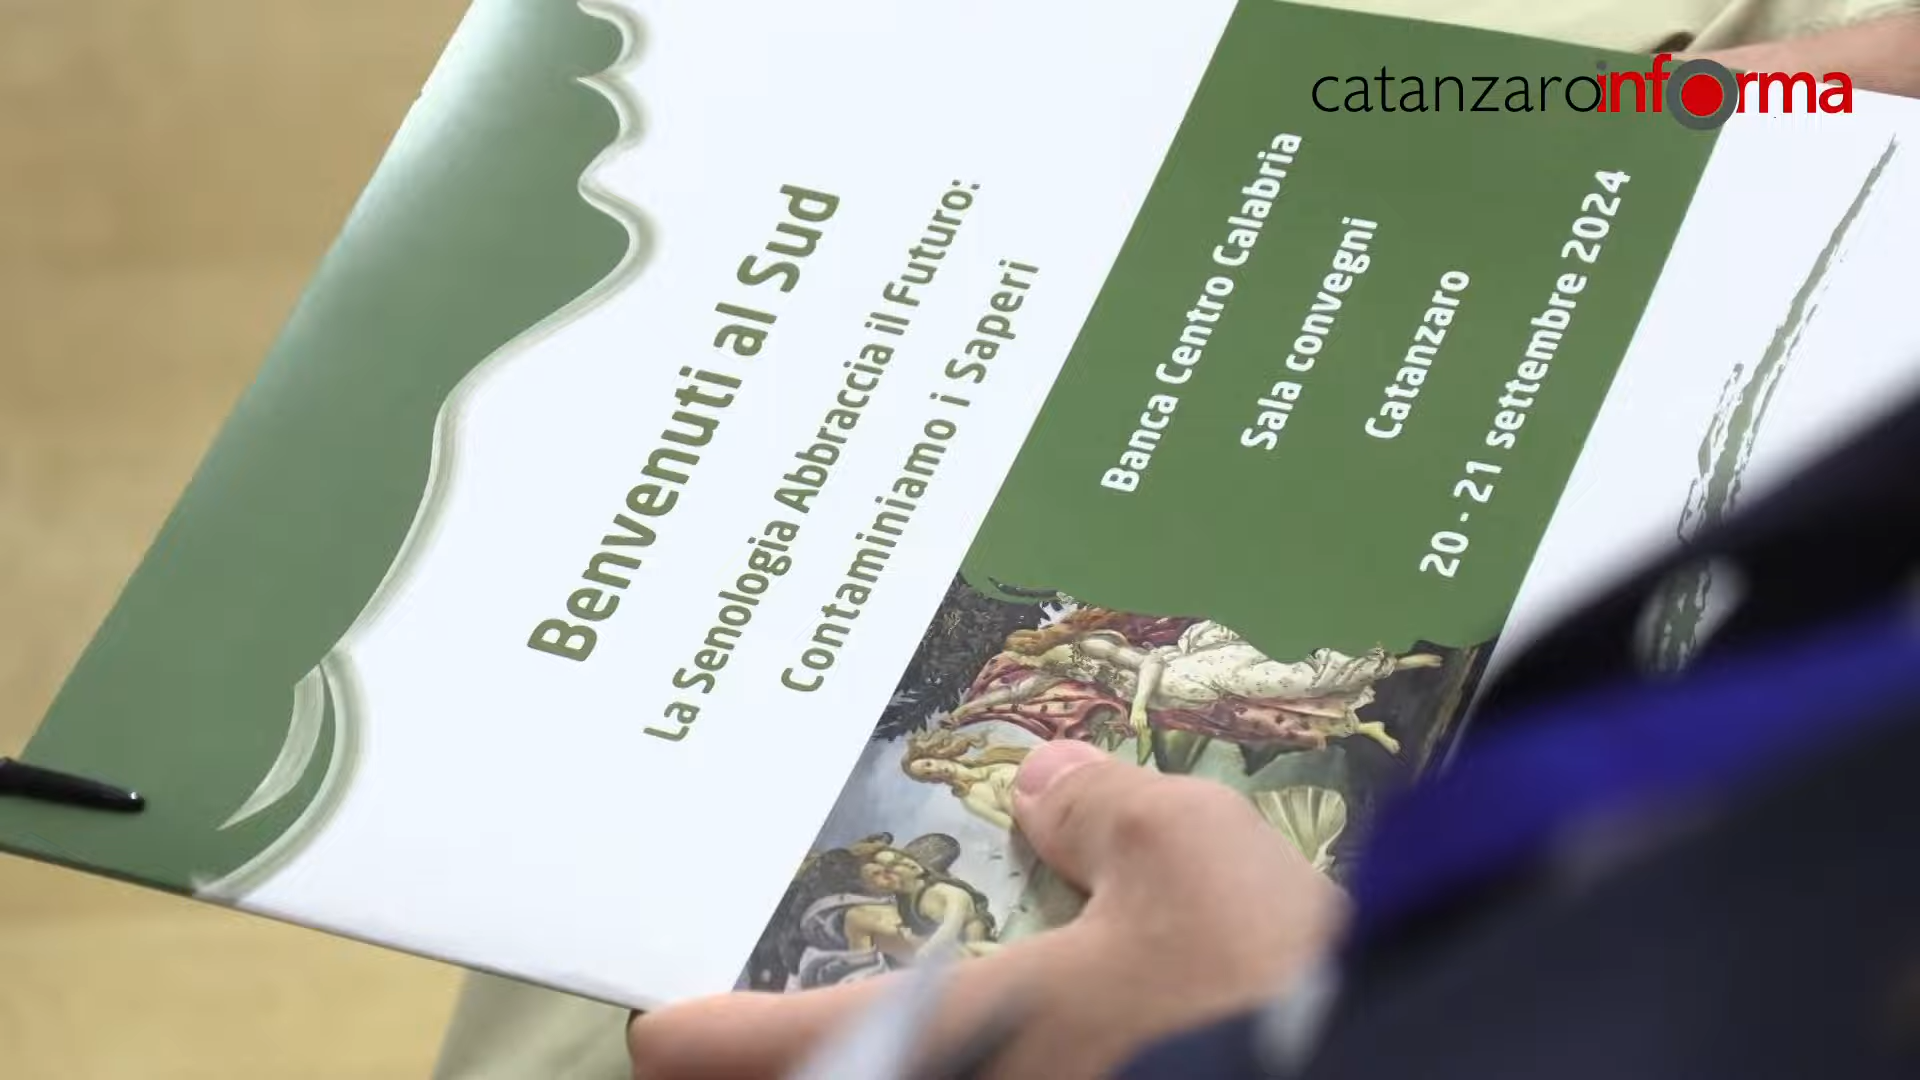 catanzaroinforma
Benvenuti al Sud
La Senologia Abbraccia il Futuro:
Contamininiamo i Saperi
Banca Centro Calabria
Sala convegni
Catanzaro
20 - 21 settembre 2024